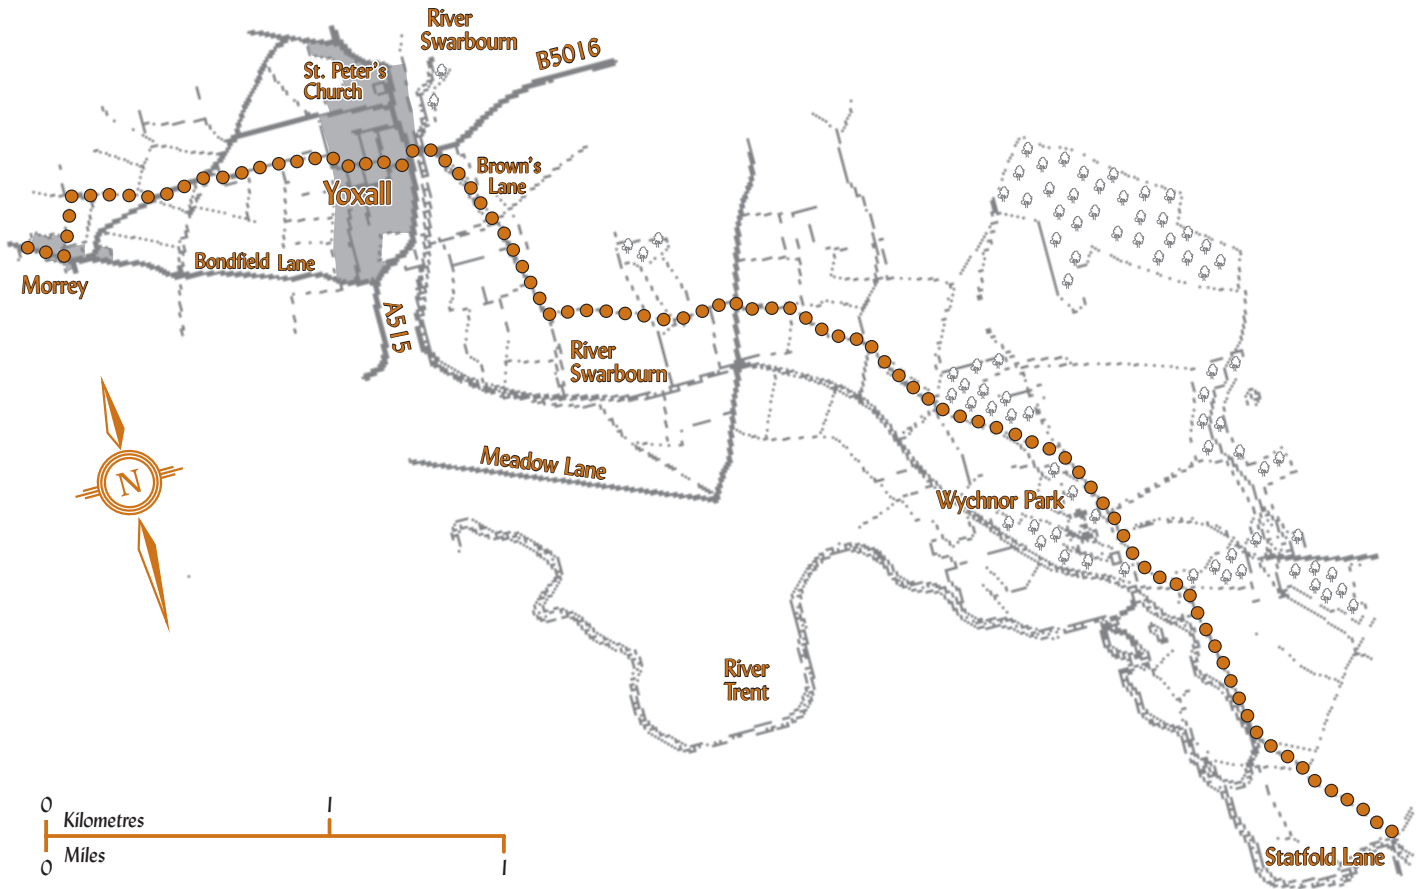 River
Swarbourn
B5016
St. Peter's
Church
Brown's
Lane
Yoxall
Bondfield Lane
Morrey
A515
River
Swarbourn
Meadow Lane
Wychnor Park
N
River
Trent
0 1
Kilometres
Miles
0 1
Statfold Lane